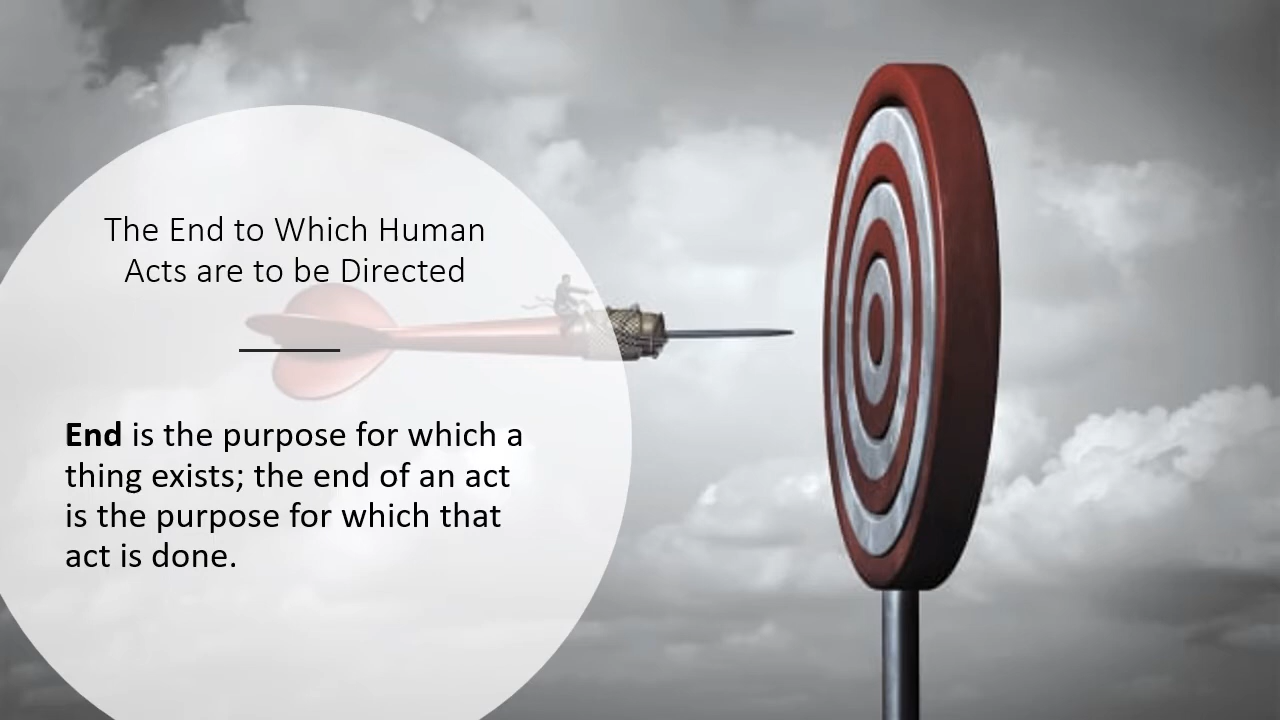 The End to Which Human
Acts are to be Directed
End is the purpose for which a
thing exists; the end of an act
is the purpose for which that
act is done.